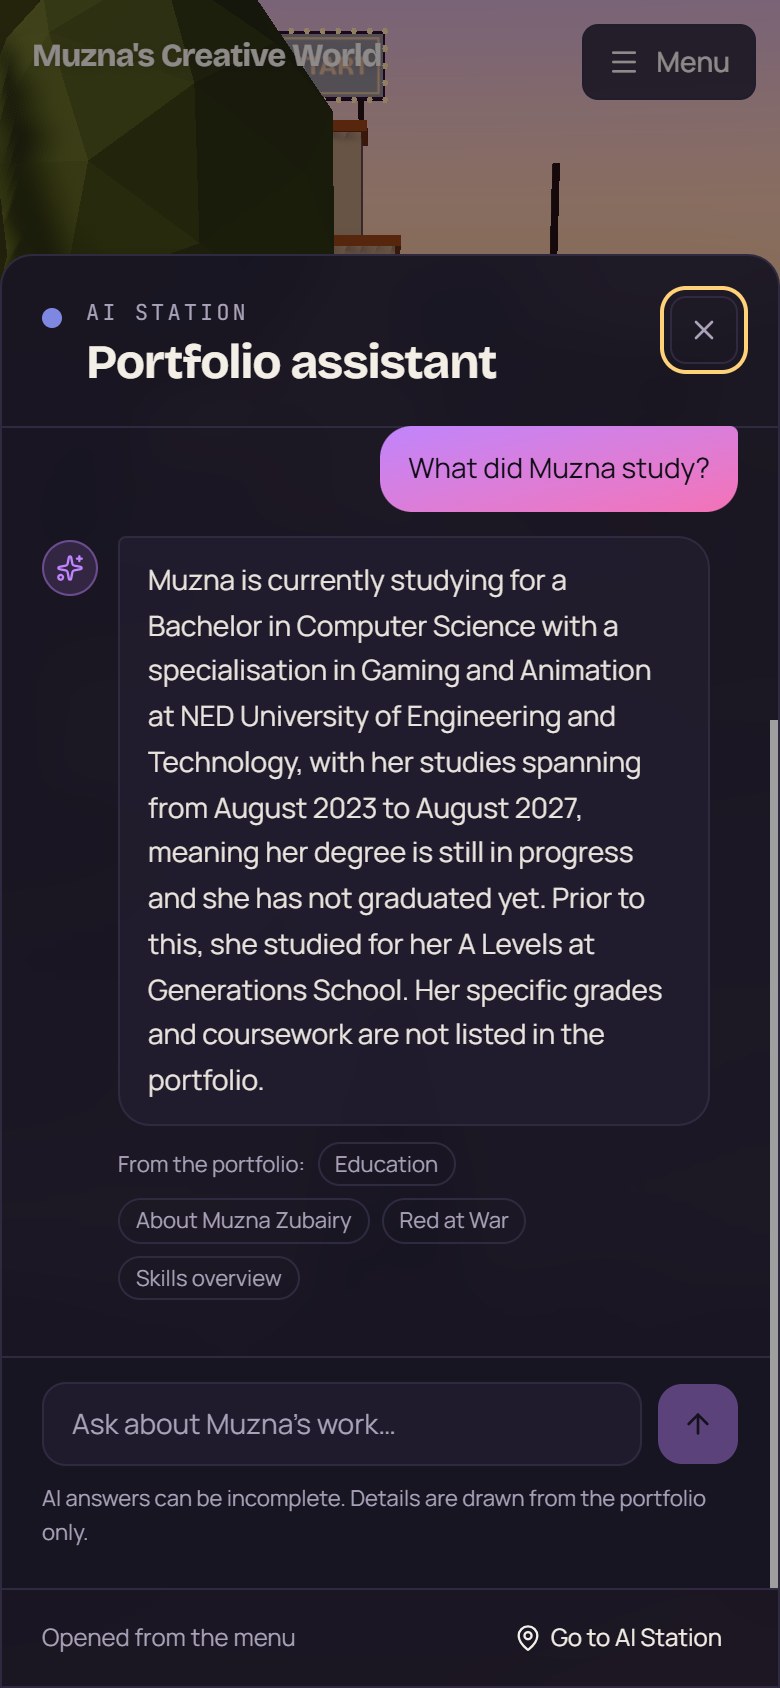 Muzna's Creative World
START
Menu
AI STATION
Portfolio assistant
What did Muzna study?
Muzna is currently studying for a
Bachelor in Computer Science with a
specialisation in Gaming and Animation
at NED University of Engineering and
Technology, with her studies spanning
from August 2023 to August 2027,
meaning her degree is still in progress
and she has not graduated yet. Prior to
this, she studied for her A Levels at
Generations School. Her specific grades
and coursework are not listed in the
portfolio.
From the portfolio: Education
About Muzna Zubairy Red at War
Skills overview
Ask about Muzna’s work…
AI answers can be incomplete. Details are drawn from the portfolio
only.
Opened from the menu Go to AI Station